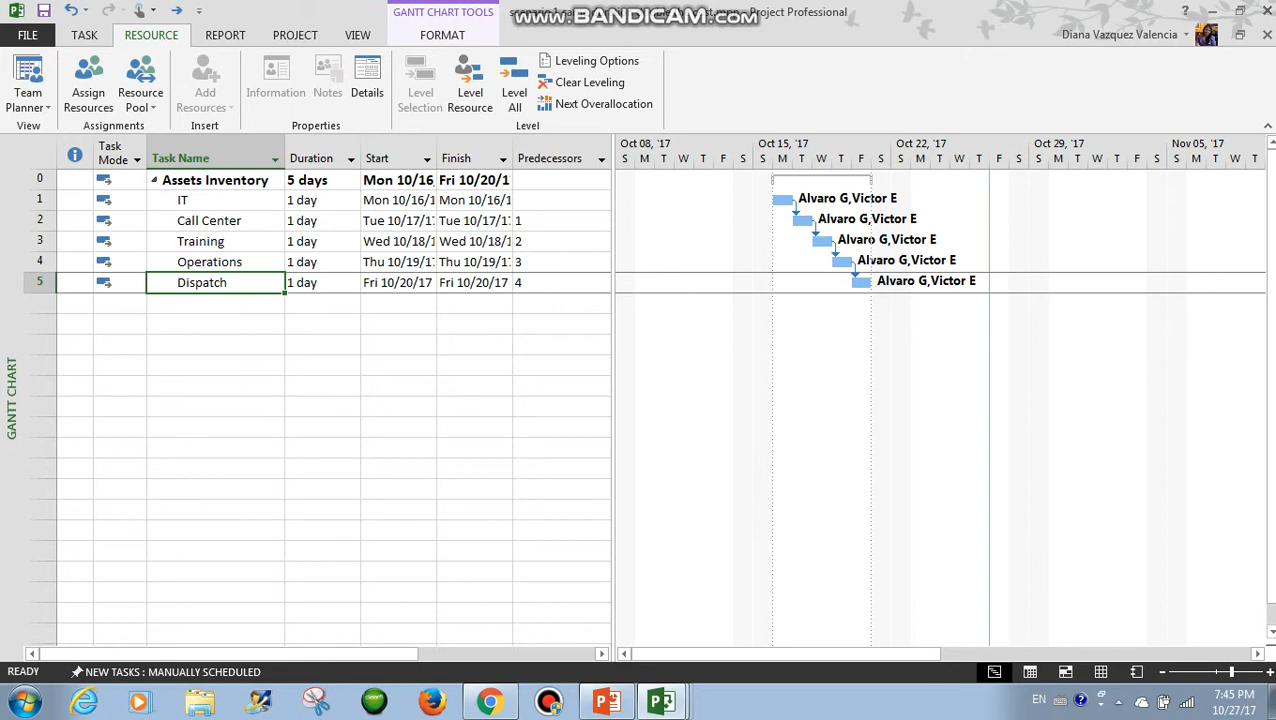 GANTT CHART TOOLS
www.BANDICAM.com
- Project Professional
FILE TASK RESOURCE REPORT PROJECT VIEW FORMAT
Diana Vazquez Valencia
Team Planner
Assign Resources
Resource Pool
Add Resources
Information
Notes
Details
Level Selection
Level Resource
Level All
Leveling Options
Clear Leveling
Next Overallocation
View Assignments Insert Properties Level
Task Mode Task Name Duration Start Finish Predecessors
Oct 08, '17 Oct 15, '17 Oct 22, '17 Oct 29, '17 Nov 05, '17
S M T W T F S S M T W T F S S M T W T F S S M T W T F S S M T W T
0 Assets Inventory 5 days Mon 10/16 Fri 10/20/1
1 IT 1 day Mon 10/16/1 Mon 10/16/1 Alvaro G,Victor E
2 Call Center 1 day Tue 10/17/1 Tue 10/17/1 1 Alvaro G,Victor E
3 Training 1 day Wed 10/18/1 Wed 10/18/1 2 Alvaro G,Victor E
4 Operations 1 day Thu 10/19/1 Thu 10/19/1 3 Alvaro G,Victor E
5 Dispatch 1 day Fri 10/20/17 Fri 10/20/17 4 Alvaro G,Victor E
GANTT CHART
READY NEW TASKS : MANUALLY SCHEDULED
EN
7:45 PM
10/27/17